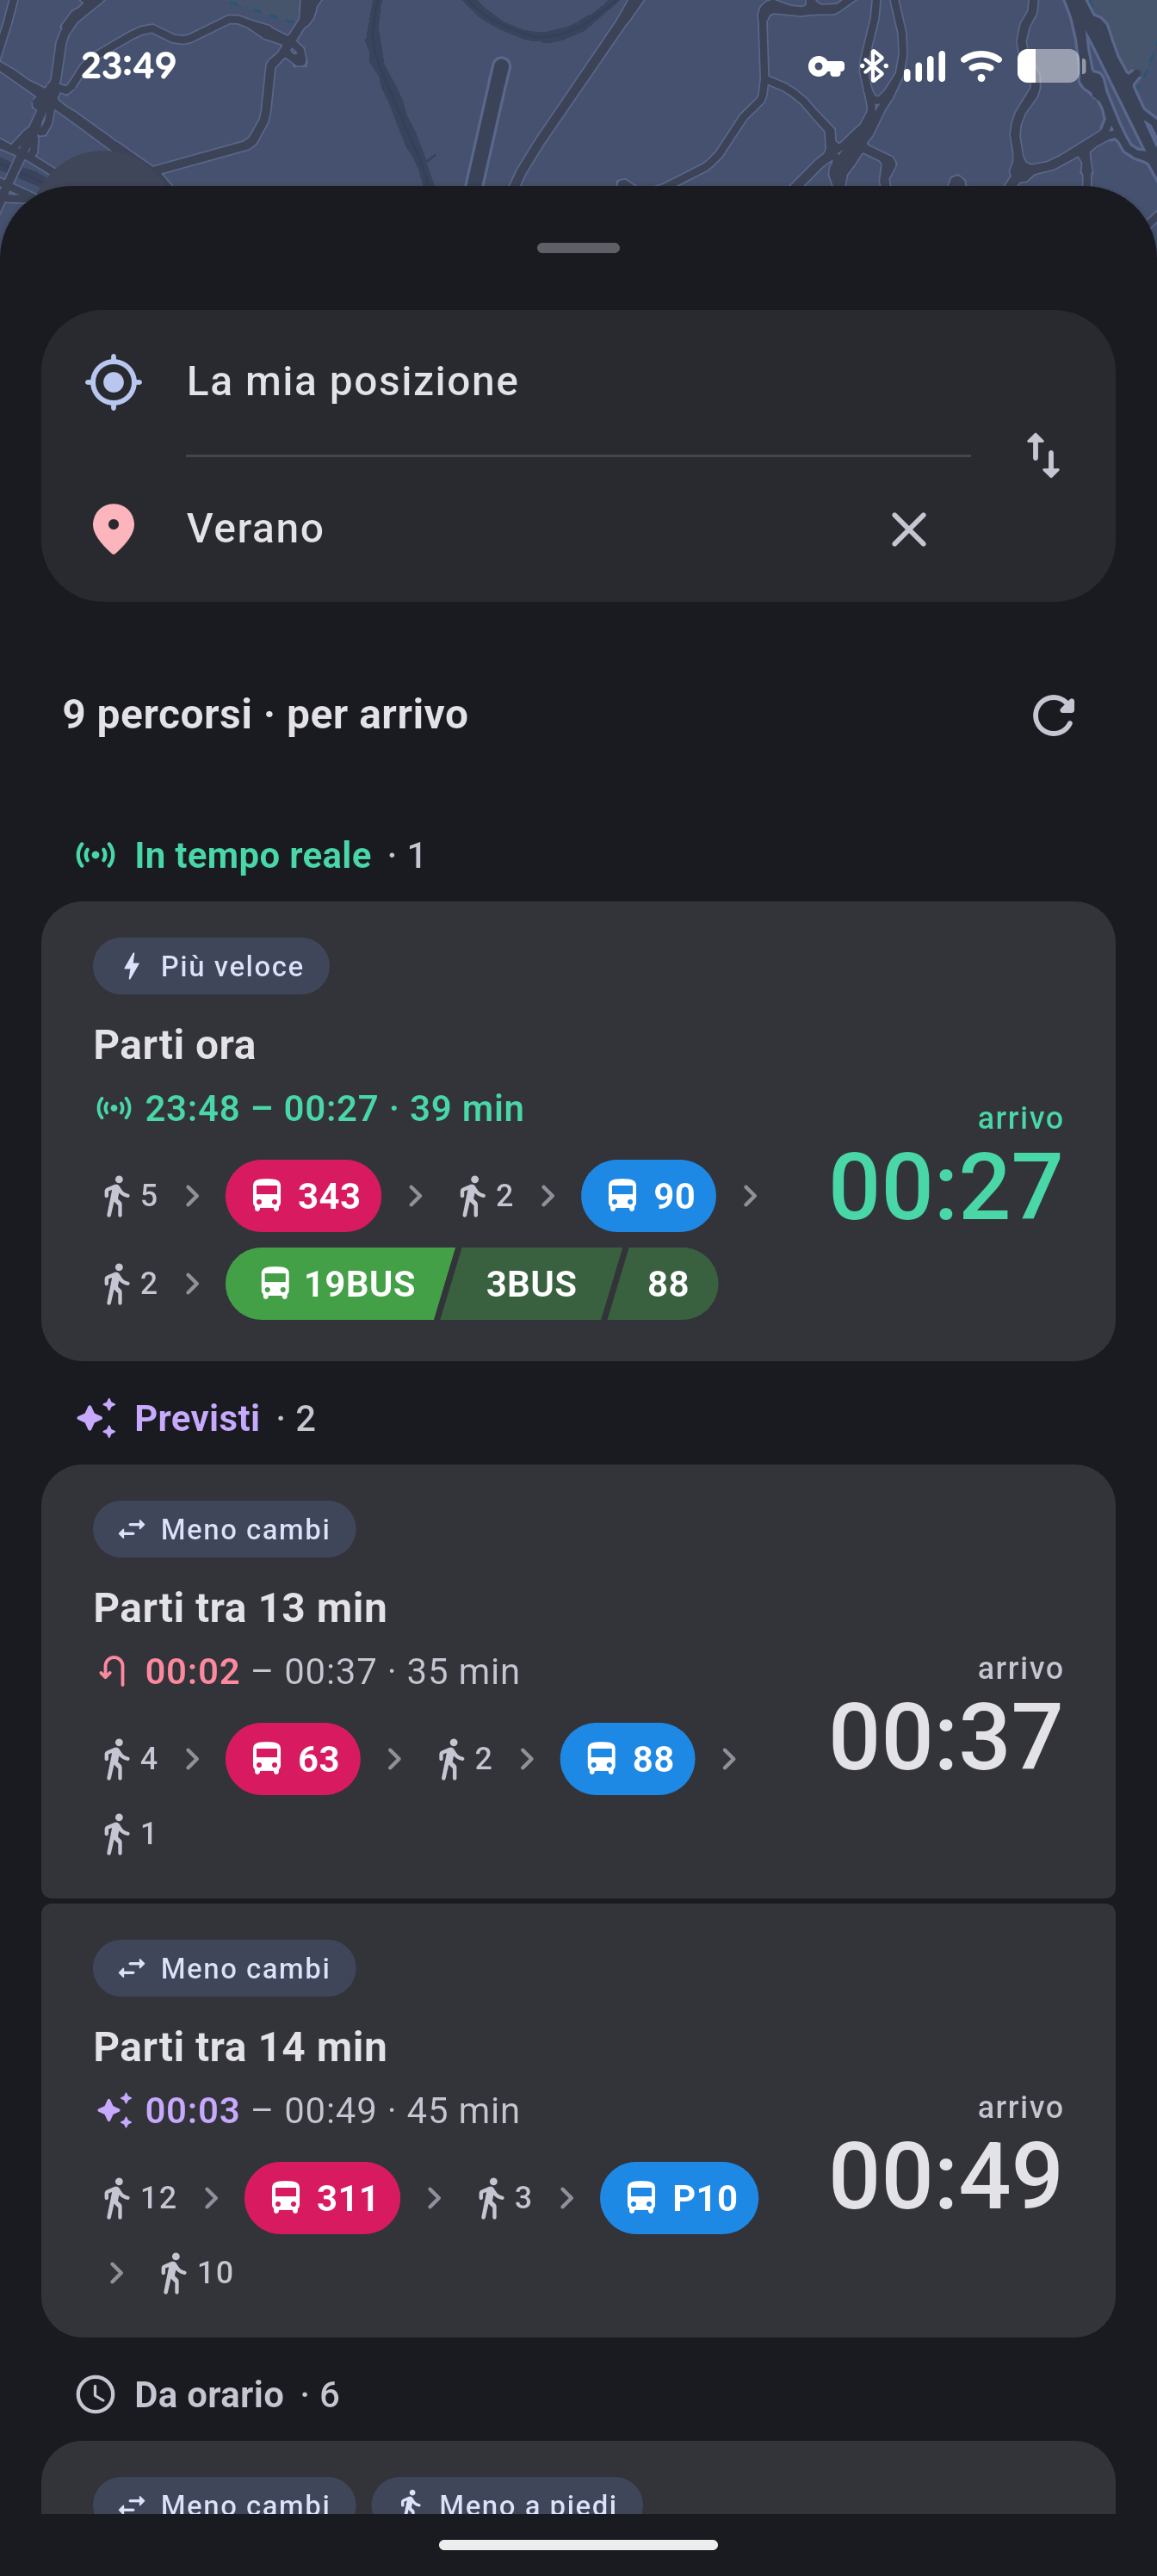 23:49
La mia posizione
Verano
9 percorsi · per arrivo
In tempo reale · 1
Più veloce
Parti ora
23:48 – 00:27 · 39 min
arrivo
00:27
5 343 2 90
2 19BUS 3BUS 88
Previsti · 2
Meno cambi
Parti tra 13 min
00:02 – 00:37 · 35 min
arrivo
00:37
4 63 2 88
1
Meno cambi
Parti tra 14 min
00:03 – 00:49 · 45 min
arrivo
00:49
12 311 3 P10
10
Da orario · 6
Meno cambi Meno a piedi